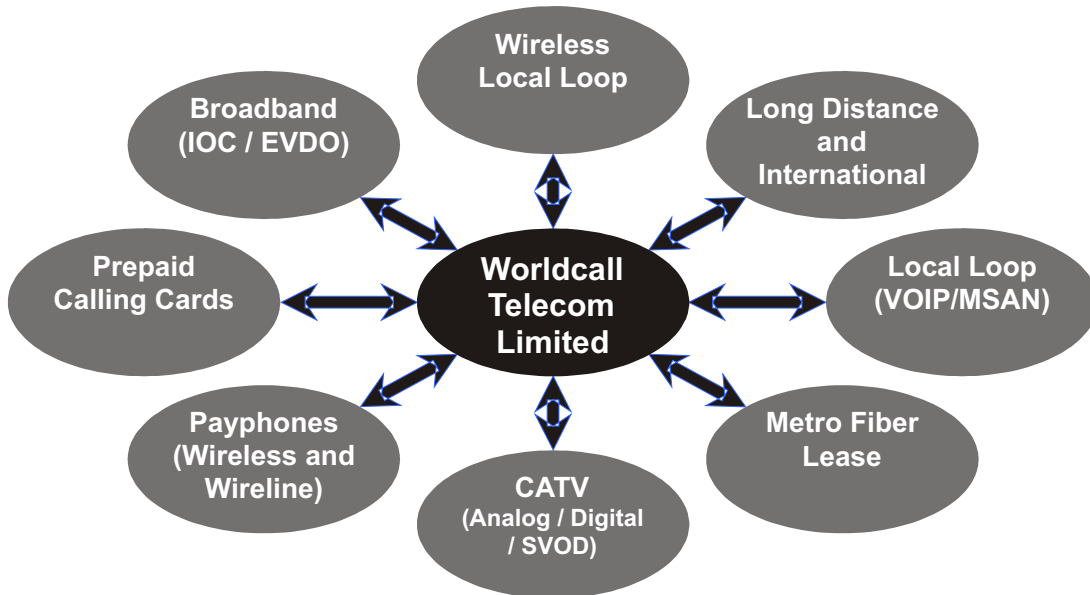 Wireless
Local Loop
Broadband
(IOC / EVDO)
Long Distance
and
International
Prepaid
Calling Cards
Worldcall
Telecom
Limited
Local Loop
(VOIP/MSAN)
Payphones
(Wireless and
Wireline)
Metro Fiber
Lease
CATV
(Analog / Digital
/ SVOD)